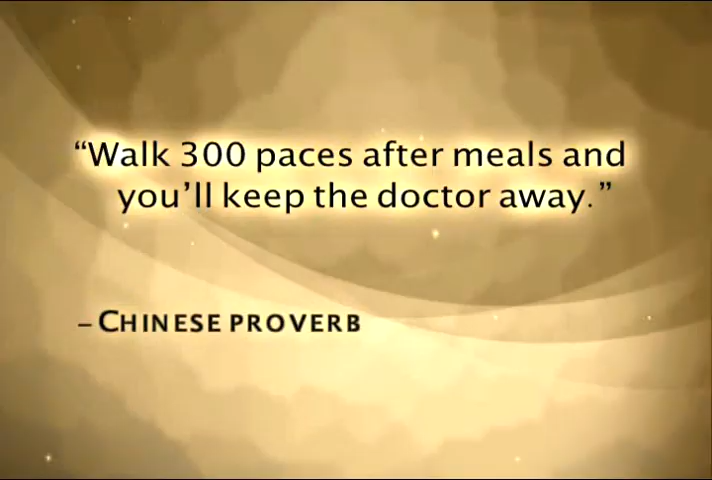 “Walk 300 paces after meals and
you’ll keep the doctor away.”
– CHINESE PROVERB